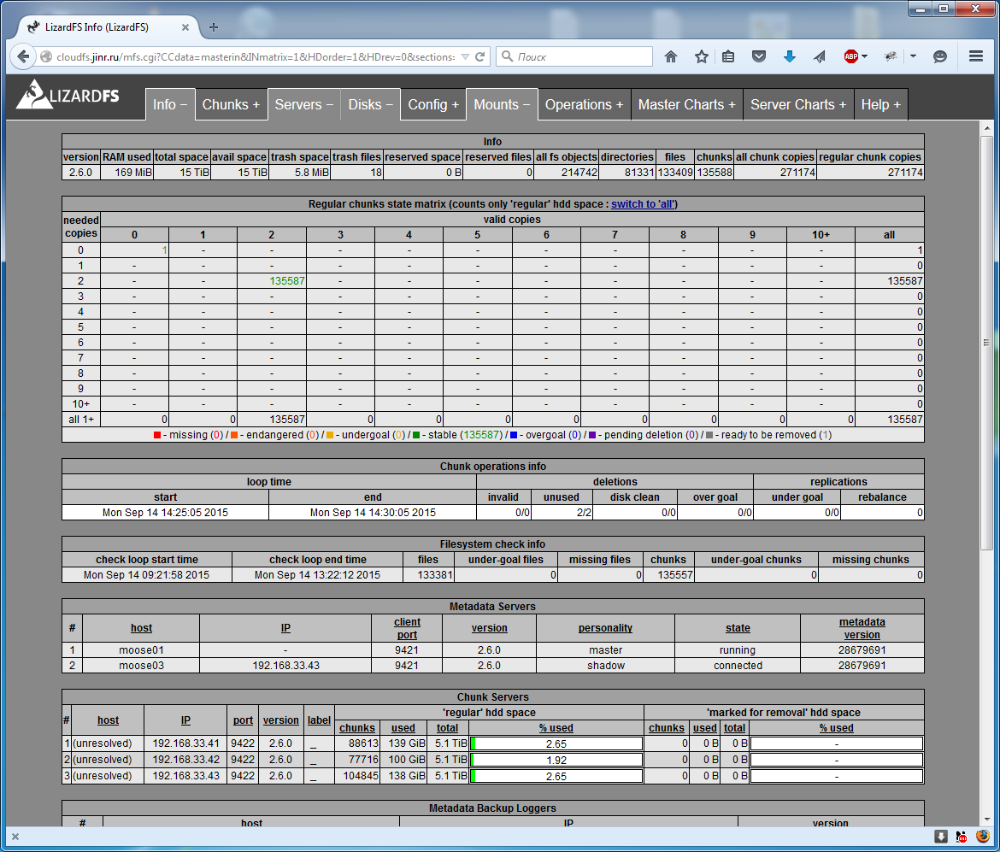 LizardFS Info (LizardFS)
cloudfs.jinr.ru/mfs.cgi?CCdata=masterin&INmatrix=1&HDorder=1&HDrev=0&sections: Поиск ABP
LIZARDFS Info − Chunks + Servers − Disks − Config + Mounts − Operations + Master Charts + Server Charts + Help +
Info
version RAM used total space avail space trash space trash files reserved space reserved files all fs objects directories files chunks all chunk copies regular chunk copies
2.6.0 169 MiB 15 TiB 15 TiB 5.8 MiB 18 0 B 0 214742 81331 133409 135588 271174 271174
Regular chunks state matrix (counts only 'regular' hdd space : switch to 'all')
needed copies valid copies
0 1 2 3 4 5 6 7 8 9 10+ all
0 1 - - - - - - - - - - 1
1 - - - - - - - - - - - 0
2 - - 135587 - - - - - - - - 135587
3 - - - - - - - - - - - 0
4 - - - - - - - - - - - 0
5 - - - - - - - - - - - 0
6 - - - - - - - - - - - 0
7 - - - - - - - - - - - 0
8 - - - - - - - - - - - 0
9 - - - - - - - - - - - 0
10+ - - - - - - - - - - - 0
all 1+ 0 0 135587 0 0 0 0 0 0 0 0 135587
- missing (0) / - endangered (0) / - undergoal (0) / - stable (135587) / - overgoal (0) / - pending deletion (0) / - ready to be removed (1)
Chunk operations info
loop time deletions replications
start end invalid unused disk clean over goal under goal rebalance
Mon Sep 14 14:25:05 2015 Mon Sep 14 14:30:05 2015 0/0 2/2 0/0 0/0 0/0 0
Filesystem check info
check loop start time check loop end time files under-goal files missing files chunks under-goal chunks missing chunks
Mon Sep 14 09:21:58 2015 Mon Sep 14 13:22:12 2015 133381 0 0 135557 0 0
Metadata Servers
# host IP client port version personality state metadata version
1 moose01 - 9421 2.6.0 master running 28679691
2 moose03 192.168.33.43 9421 2.6.0 shadow connected 28679691
Chunk Servers
# host IP port version label 'regular' hdd space 'marked for removal' hdd space
chunks used total % used chunks used total % used
1 (unresolved) 192.168.33.41 9422 2.6.0 _ 88613 139 GiB 5.1 TiB 2.65 0 0 B 0 B -
2 (unresolved) 192.168.33.42 9422 2.6.0 _ 77716 100 GiB 5.1 TiB 1.92 0 0 B 0 B -
3 (unresolved) 192.168.33.43 9422 2.6.0 _ 104845 138 GiB 5.1 TiB 2.65 0 0 B 0 B -
Metadata Backup Loggers
# host IP version